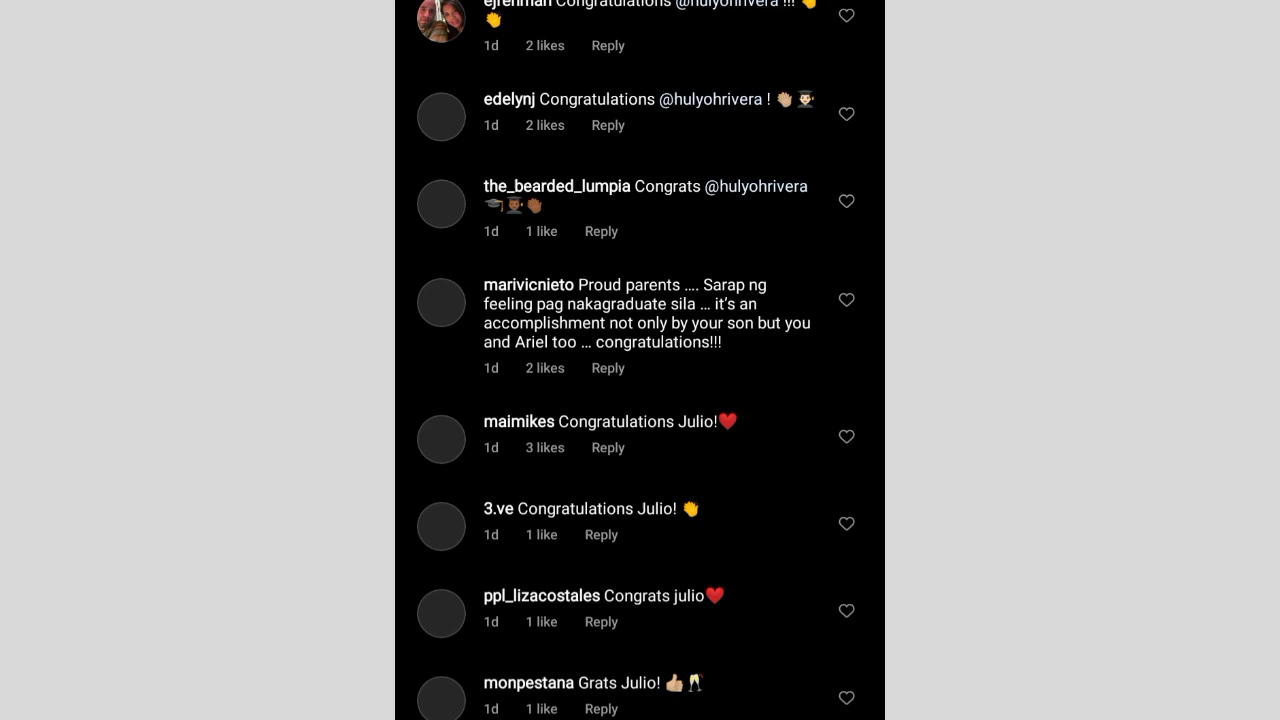 ejrenman Congratulations @hulyohrivera !!! 👏
👏
1d 2 likes Reply
edelynj Congratulations @hulyohrivera ! 👏🏼 👨🏻‍🎓
1d 2 likes Reply
the_bearded_lumpia Congrats @hulyohrivera
🎓👨🏾‍🎓👏🏾
1d 1 like Reply
marivicnieto Proud parents .... Sarap ng
feeling pag nakagraduate sila ... it's an
accomplishment not only by your son but you
and Ariel too ... congratulations!!!
1d 2 likes Reply
maimikes Congratulations Julio!❤️
1d 3 likes Reply
3.ve Congratulations Julio! 👏
1d 1 like Reply
ppl_lizacostales Congrats julio❤️
1d 1 like Reply
monpestana Grats Julio! 👍🏼🥂
1d 1 like Reply